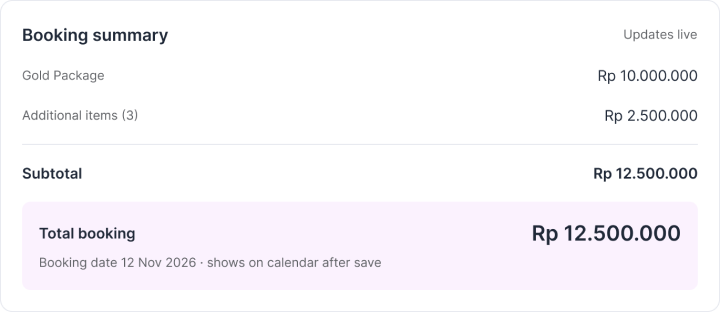 Booking summary Updates live
Gold Package Rp 10.000.000
Additional items (3) Rp 2.500.000
Subtotal Rp 12.500.000
Total booking Rp 12.500.000
Booking date 12 Nov 2026 · shows on calendar after save